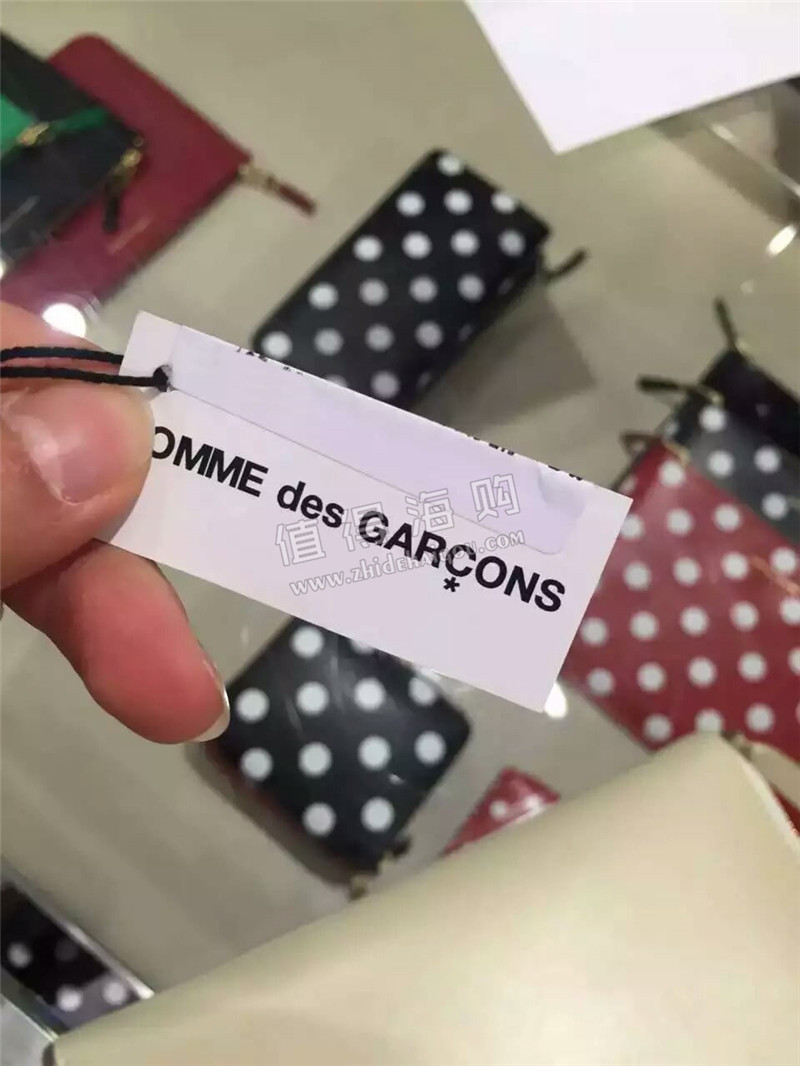 OMME des GARÇONS
*
值得海购
www.zhidehaigou.com